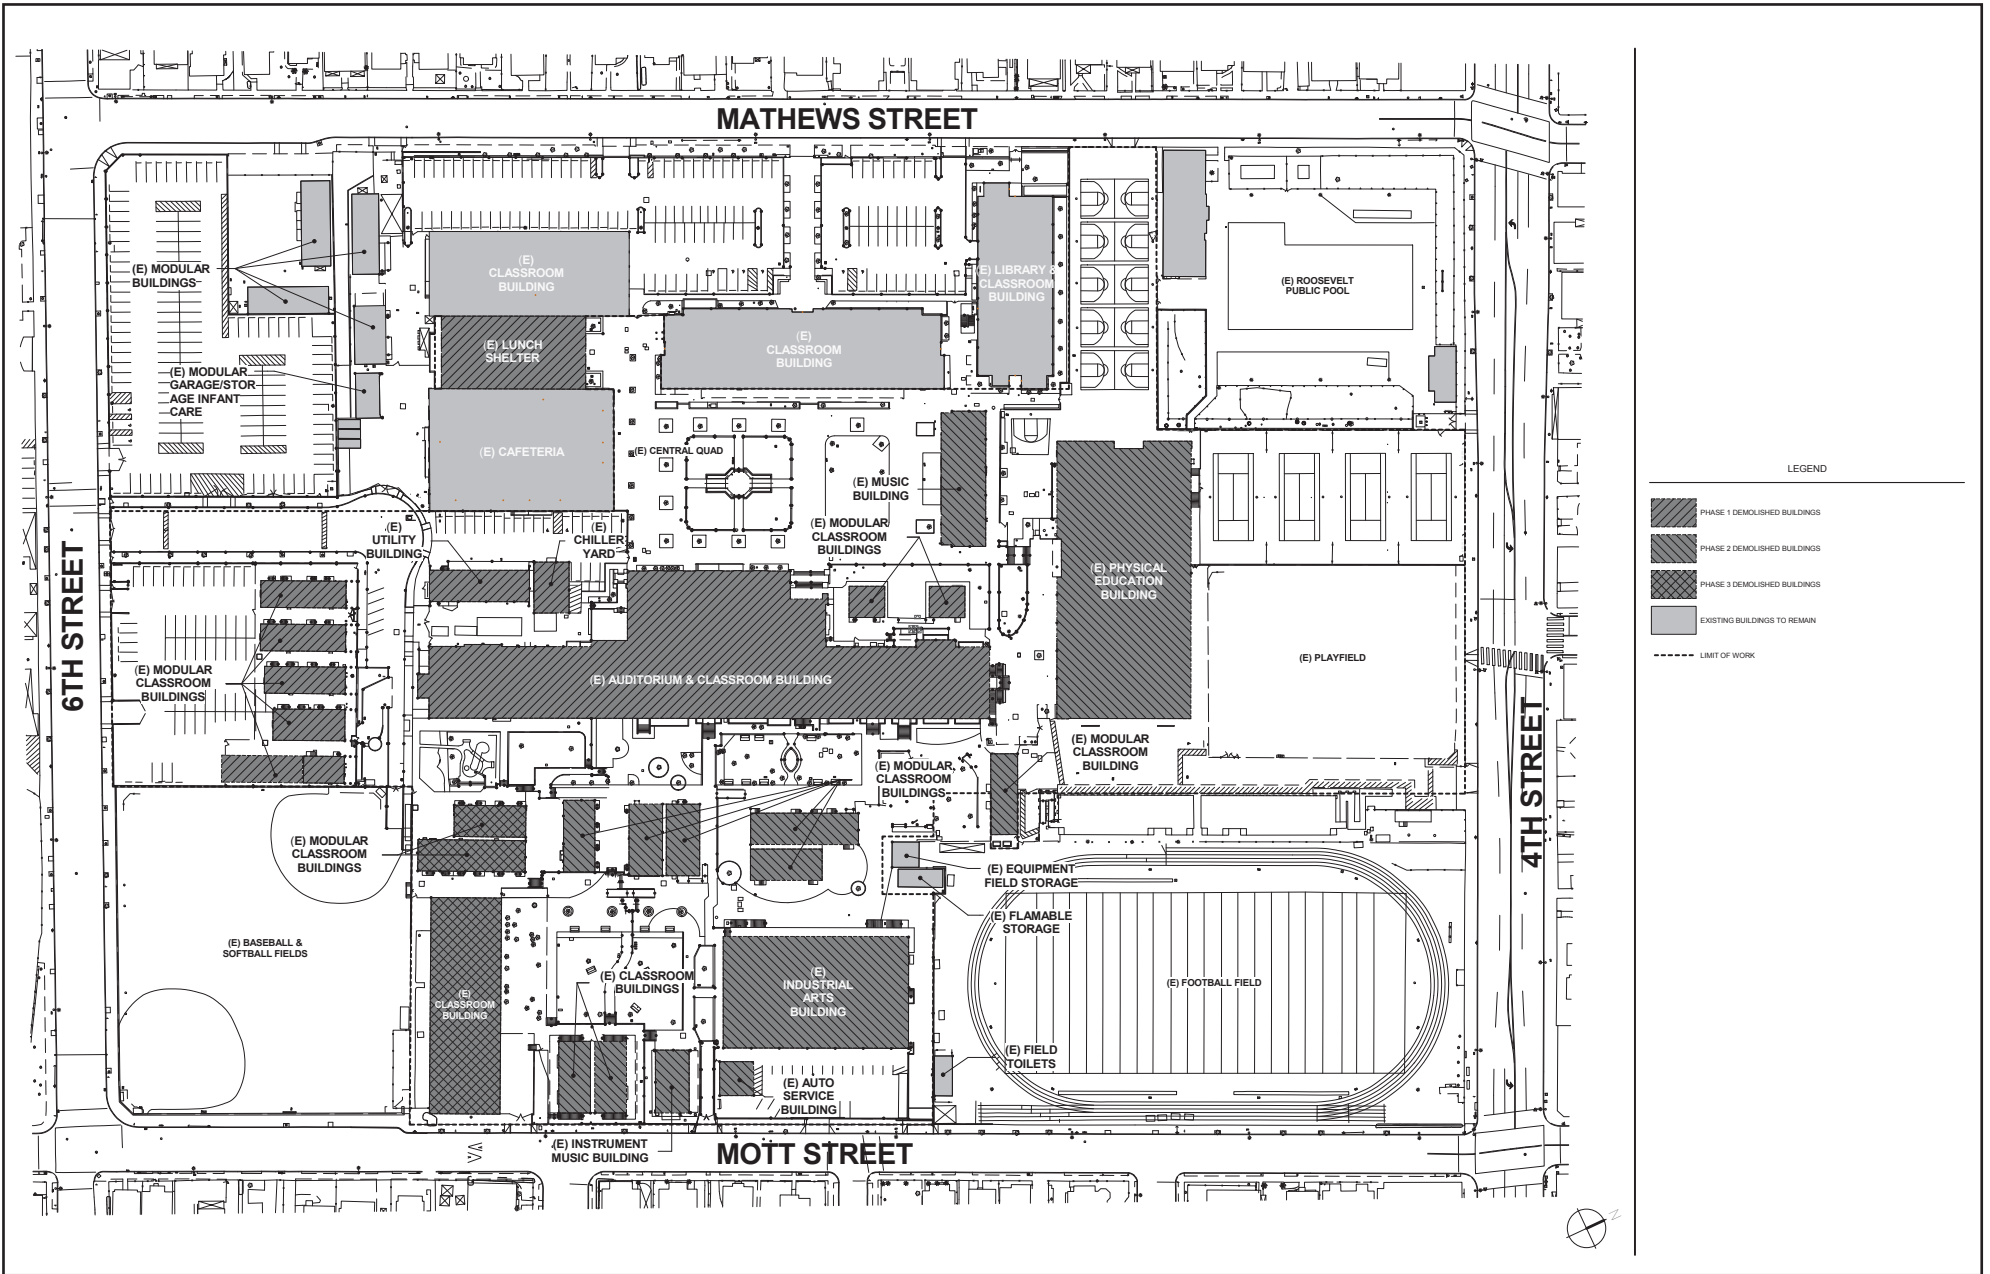 MATHEWS STREET
(E) MODULAR
BUILDINGS
(E)
CLASSROOM
BUILDING
(E) LIBRARY &
CLASSROOM
BUILDING
(E) ROOSEVELT
PUBLIC POOL
(E) LUNCH
SHELTER
(E)
CLASSROOM
BUILDING
(E) MODULAR
GARAGE/STOR
AGE INFANT
CARE
(E) CAFETERIA
(E) CENTRAL QUAD
(E) MUSIC
BUILDING
(E)
UTILITY
BUILDING
(E)
CHILLER
YARD
(E) MODULAR
CLASSROOM
BUILDINGS
(E) PHYSICAL
EDUCATION
BUILDING
6TH STREET
(E) MODULAR
CLASSROOM
BUILDINGS
(E) AUDITORIUM & CLASSROOM BUILDING
(E) PLAYFIELD
4TH STREET
(E) MODULAR
CLASSROOM
BUILDING
(E) MODULAR
CLASSROOM
BUILDINGS
(E) MODULAR
CLASSROOM
BUILDINGS
(E) EQUIPMENT
FIELD STORAGE
(E) FLAMABLE
STORAGE
(E) BASEBALL &
SOFTBALL FIELDS
(E)
CLASSROOM
BUILDING
(E) CLASSROOM
BUILDINGS
(E)
INDUSTRIAL
ARTS
BUILDING
(E) FOOTBALL FIELD
(E) FIELD
TOILETS
(E) AUTO
SERVICE
BUILDING
(E) INSTRUMENT
MUSIC BUILDING
MOTT STREET
LEGEND
PHASE 1 DEMOLISHED BUILDINGS
PHASE 2 DEMOLISHED BUILDINGS
PHASE 3 DEMOLISHED BUILDINGS
EXISTING BUILDINGS TO REMAIN
LIMIT OF WORK
N